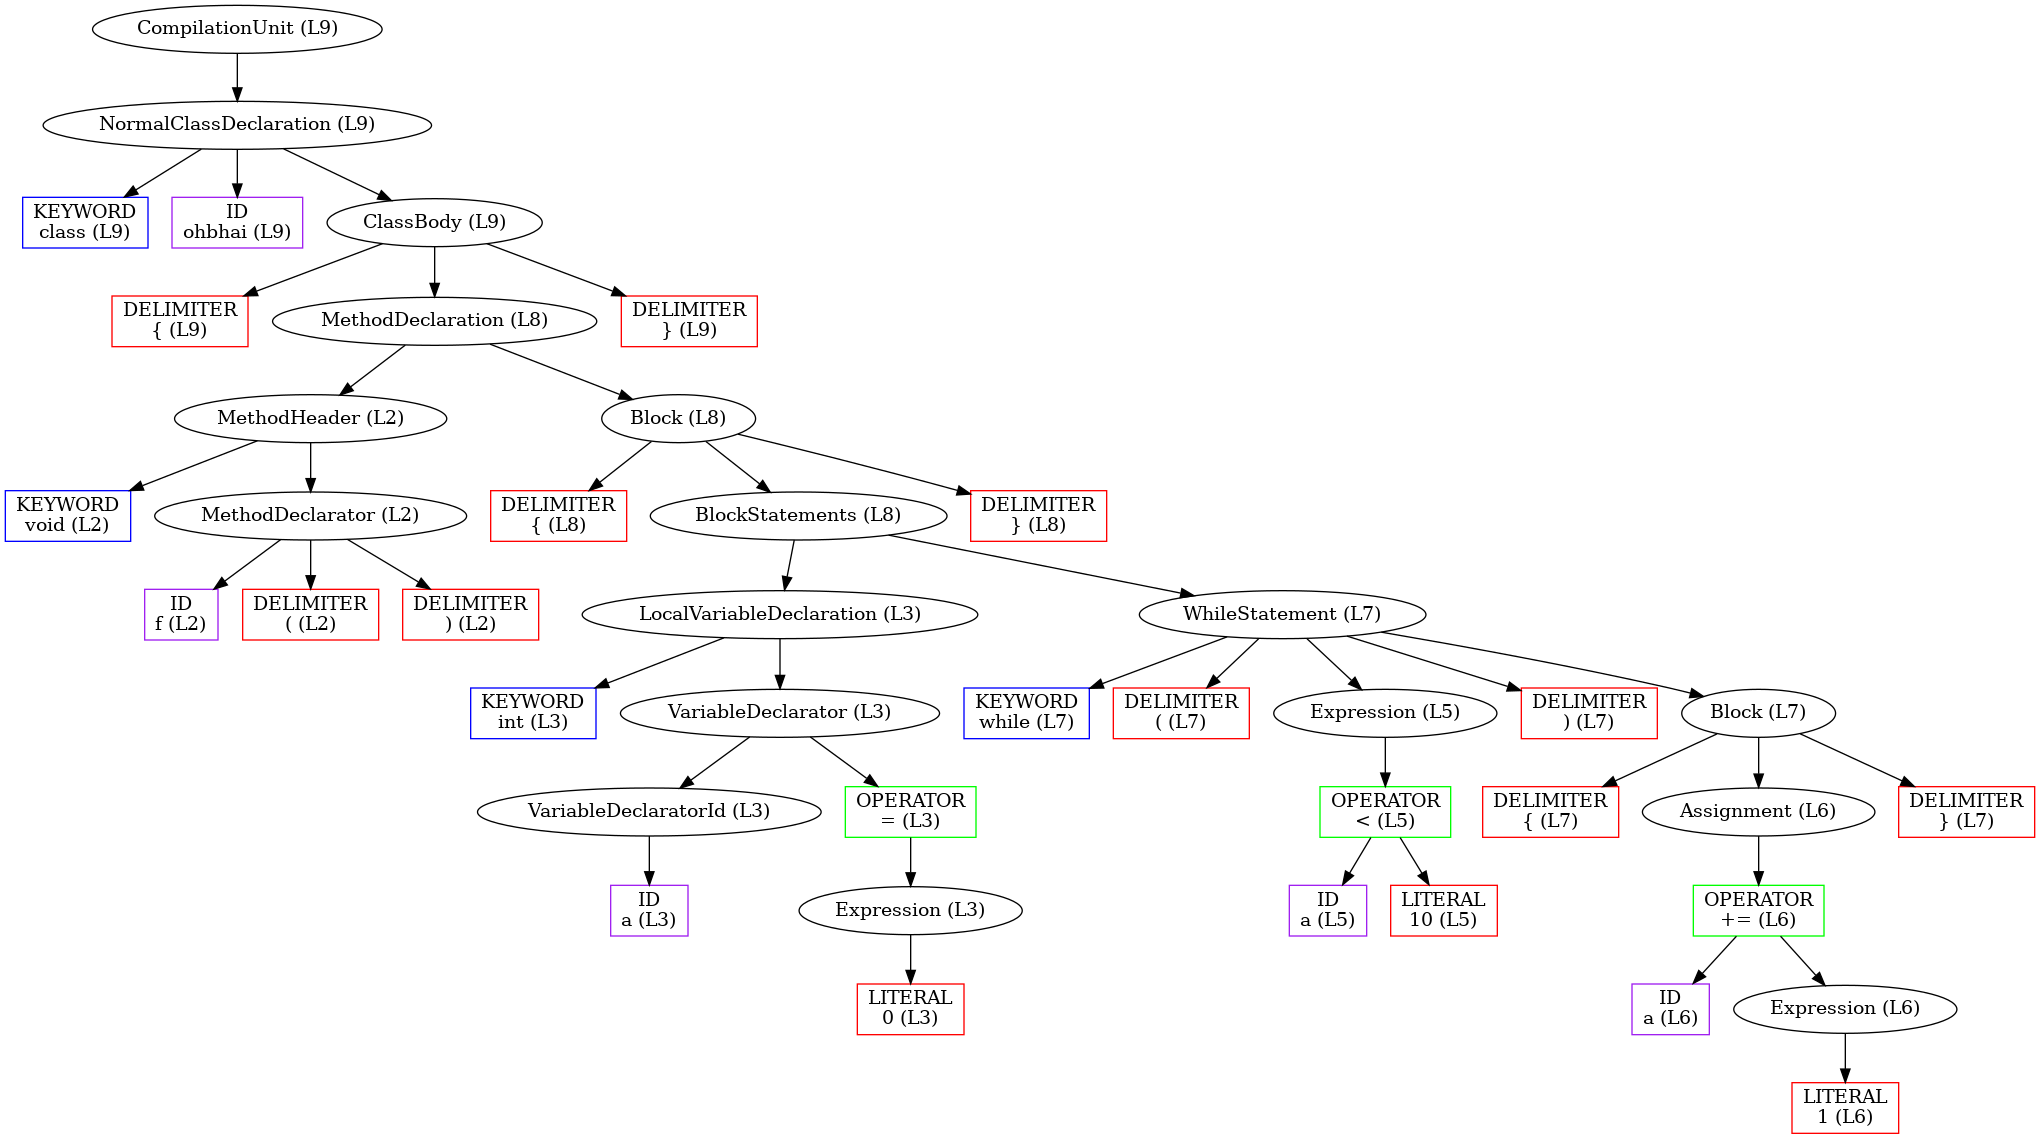 CompilationUnit (L9)
NormalClassDeclaration (L9)
KEYWORD
class (L9)
ID
ohbhai (L9)
ClassBody (L9)
DELIMITER
{ (L9)
MethodDeclaration (L8)
DELIMITER
} (L9)
MethodHeader (L2)
Block (L8)
KEYWORD
void (L2)
MethodDeclarator (L2)
DELIMITER
{ (L8)
BlockStatements (L8)
DELIMITER
} (L8)
ID
f (L2)
DELIMITER
( (L2)
DELIMITER
) (L2)
LocalVariableDeclaration (L3)
WhileStatement (L7)
KEYWORD
int (L3)
VariableDeclarator (L3)
KEYWORD
while (L7)
DELIMITER
( (L7)
Expression (L5)
DELIMITER
) (L7)
Block (L7)
VariableDeclaratorId (L3)
OPERATOR
= (L3)
OPERATOR
< (L5)
DELIMITER
{ (L7)
Assignment (L6)
DELIMITER
} (L7)
ID
a (L3)
Expression (L3)
ID
a (L5)
LITERAL
10 (L5)
OPERATOR
+= (L6)
LITERAL
0 (L3)
ID
a (L6)
Expression (L6)
LITERAL
1 (L6)